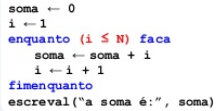 soma ← 0
i ← 1
enquanto (i ≤ N) faca
soma ← soma + i
i ← i + 1
fimenquanto
escreval("a soma é:", soma)